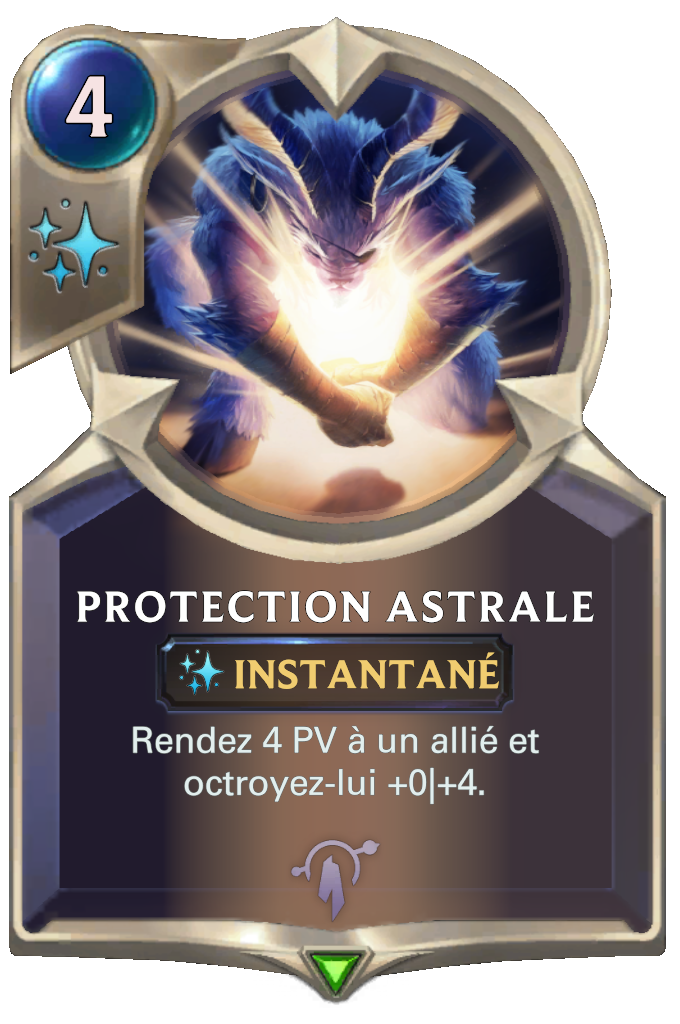 4
PROTECTION ASTRALE
INSTANTANÉ
Rendez 4 PV à un allié et
octroyez-lui +0|+4.